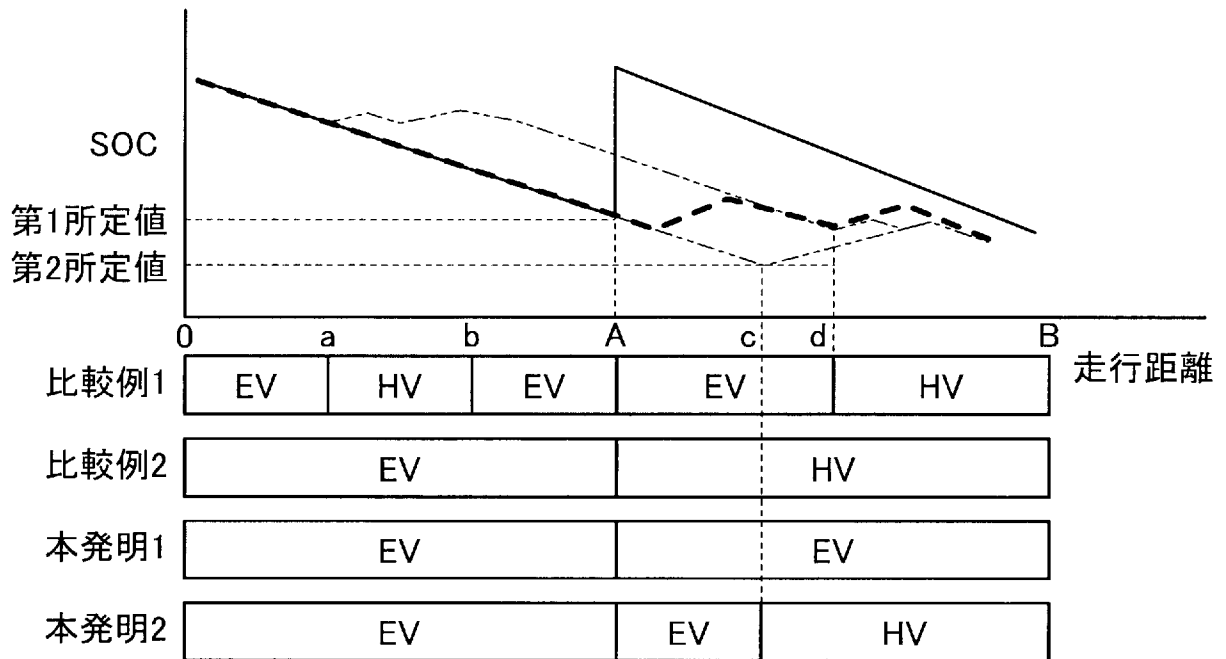 SOC
第1所定値
第2所定値
0 a b A c d B
走行距離
比較例1 EV HV EV EV HV
比較例2 EV HV
本発明1 EV EV
本発明2 EV EV HV